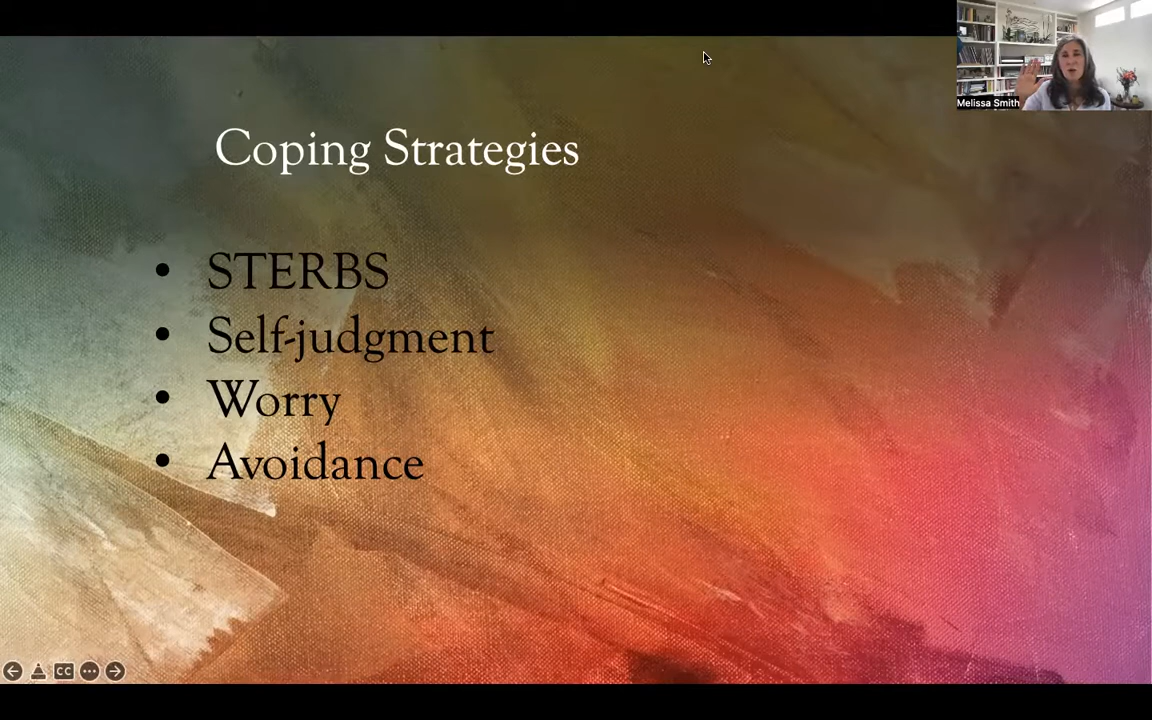 Melissa Smith
Coping Strategies
• STERBS
• Self-judgment
• Worry
• Avoidance
CC